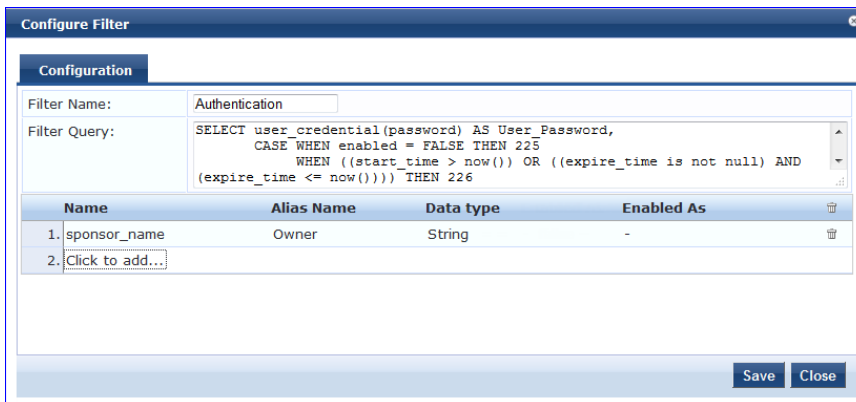 Configure Filter
Configuration
Filter Name: Authentication
Filter Query: SELECT user_credential(password) AS User_Password,
CASE WHEN enabled = FALSE THEN 225
WHEN ((start_time > now()) OR ((expire_time is not null) AND
(expire_time <= now()))) THEN 226
Name Alias Name Data type Enabled As
1. sponsor_name Owner String -
2. Click to add...
Save Close